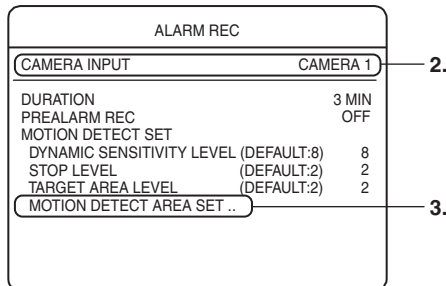 ALARM REC
CAMERA INPUT CAMERA 1 2.
DURATION 3 MIN
PREALARM REC OFF
MOTION DETECT SET
DYNAMIC SENSITIVITY LEVEL (DEFAULT:8) 8
STOP LEVEL (DEFAULT:2) 2
TARGET AREA LEVEL (DEFAULT:2) 2
MOTION DETECT AREA SET .. 3.